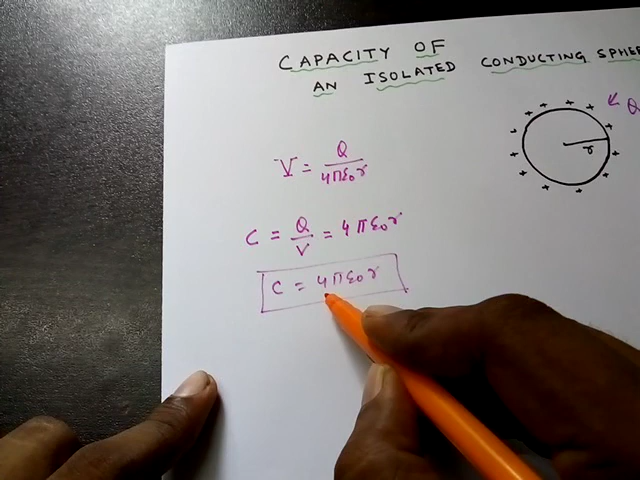 CAPACITY OF
AN ISOLATED CONDUCTING SPHE
Q
r
V = Q / 4πε₀r
C = Q / V = 4πε₀r
C = 4πε₀r